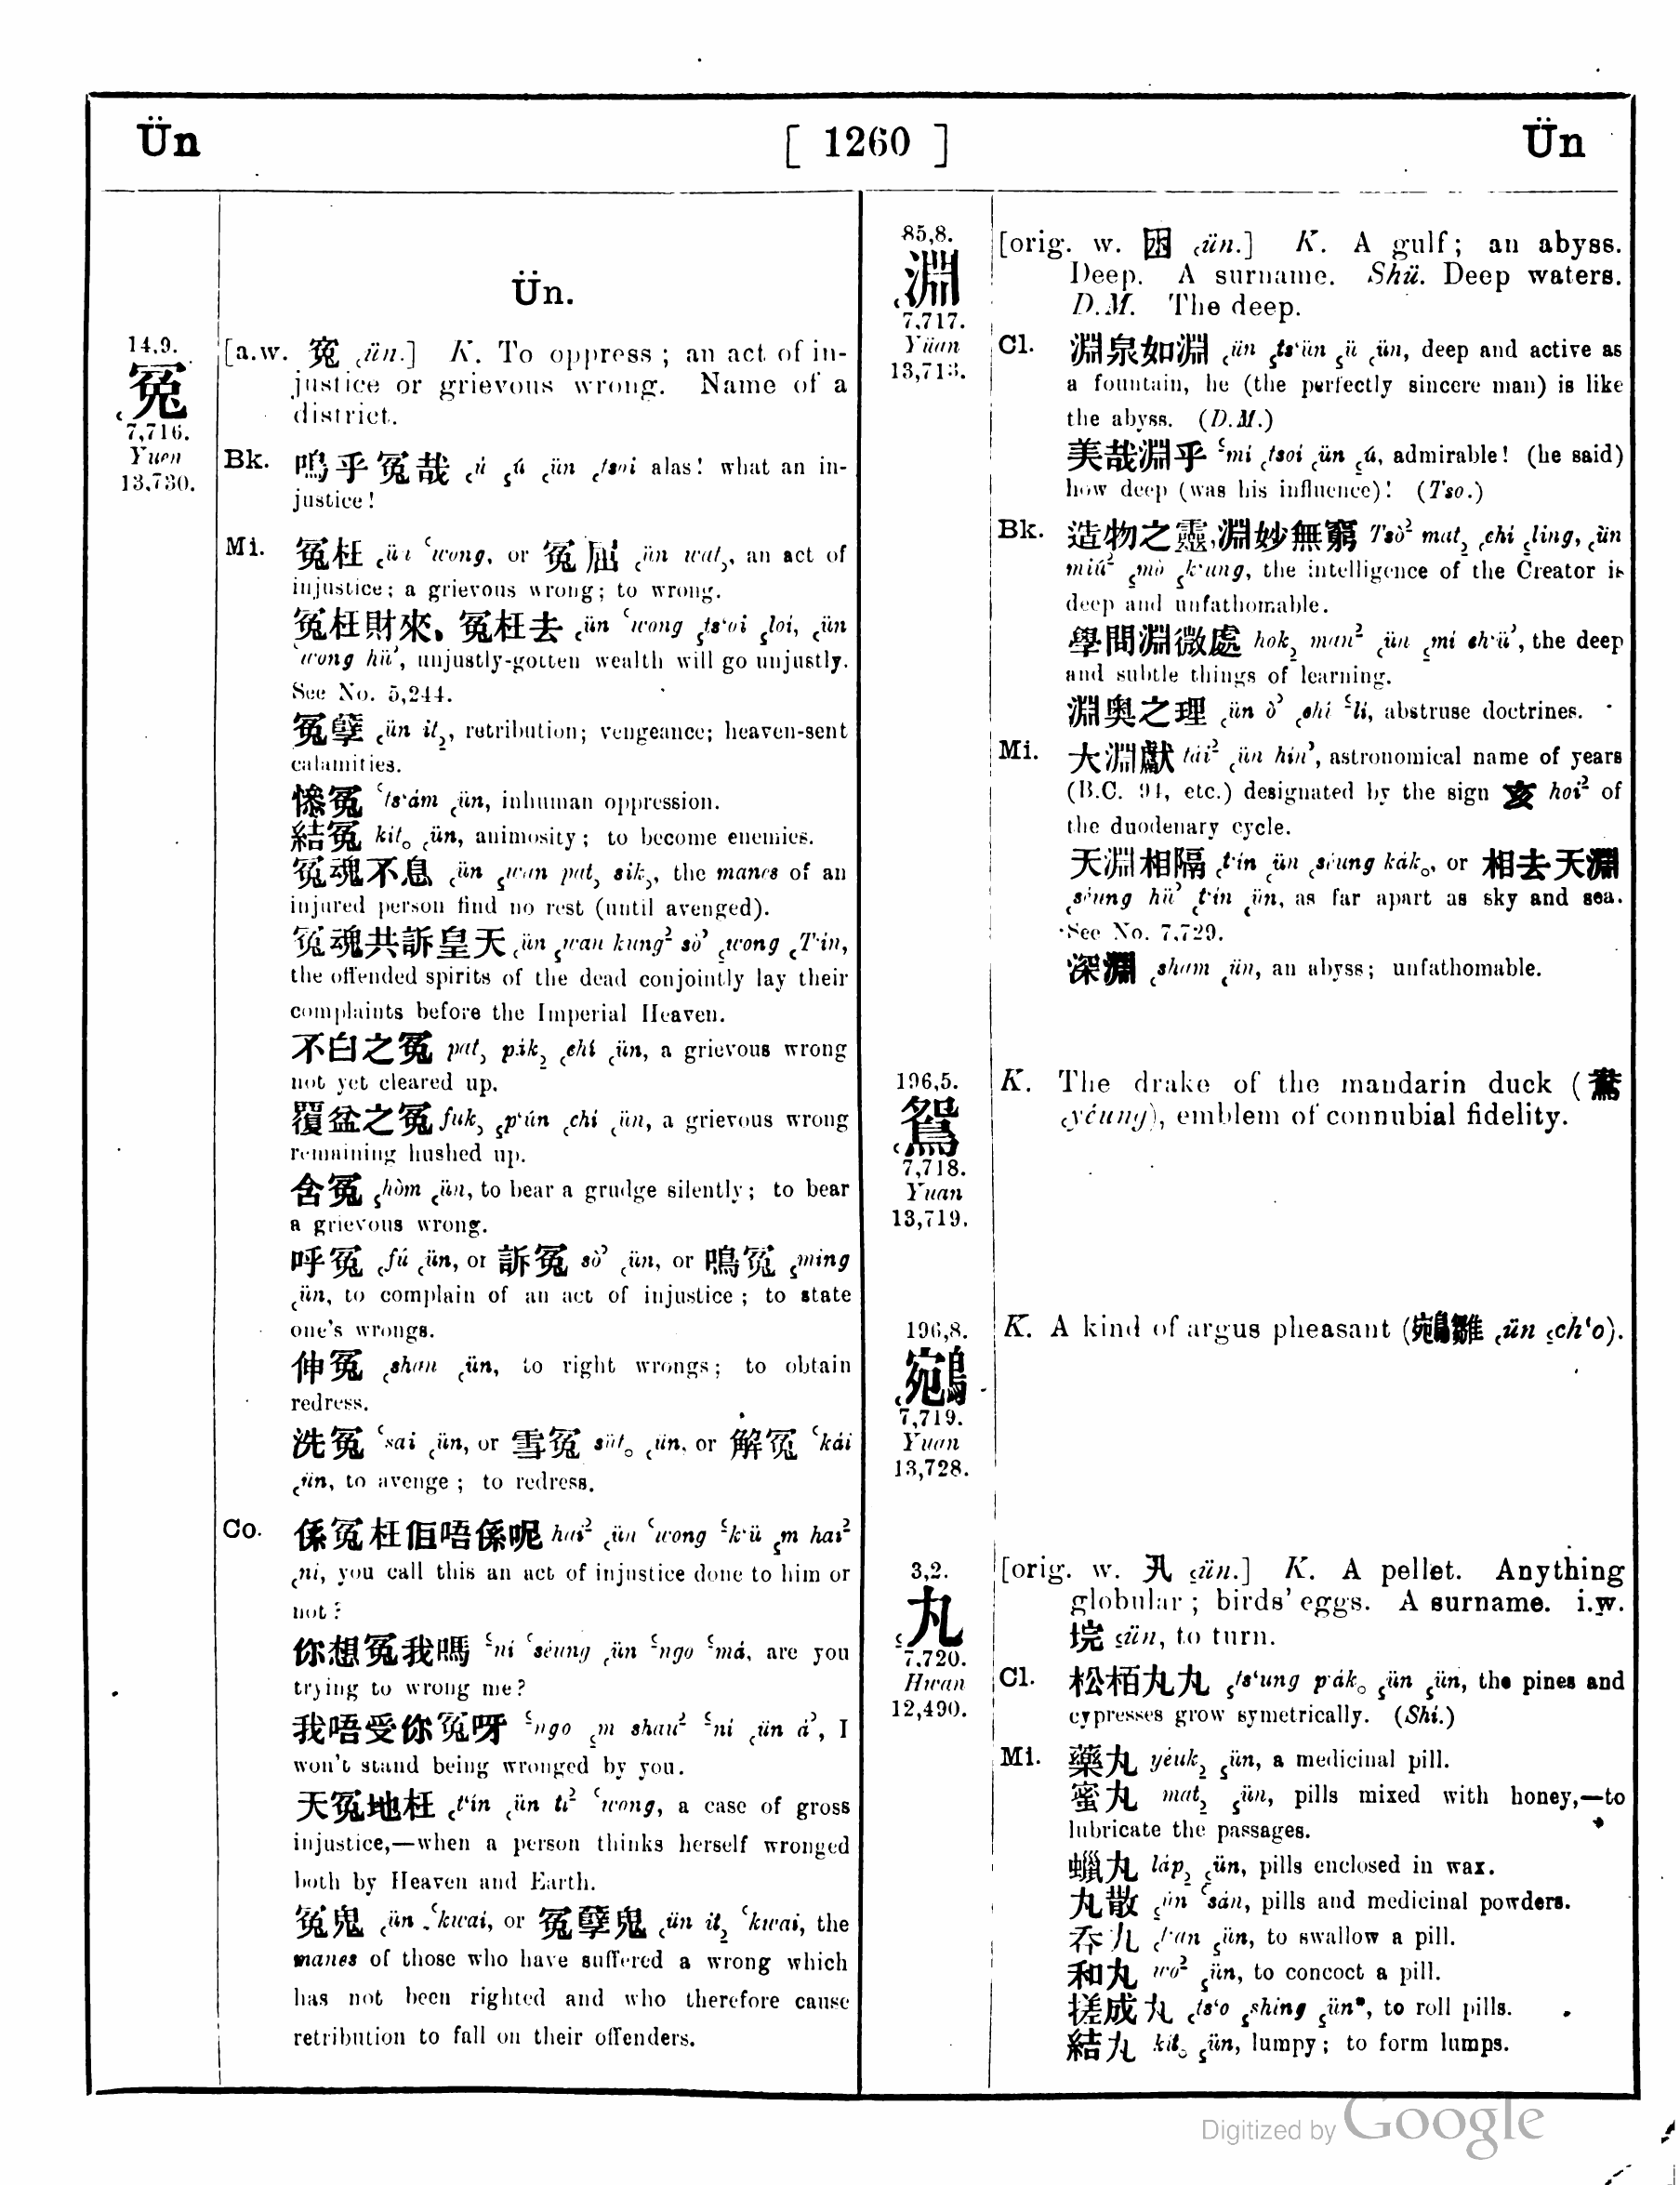 Ün [ 1260 ] Ün
Ün.
14,9.
冤
7,716.
Yuen
13,730.
[a.w. 寃 ꜀ün.] K. To oppress; an act of in-
justice or grievous wrong. Name of a
district.
Bk. 嗚乎冤哉 ꜀ú ꜁ú ꜀ün ꜀tsoi alas! what an in-
justice!
Mi. 冤枉 ꜀ün ꜂wong, or 冤屈 ꜀ün wat꜆, an act of
injustice; a grievous wrong; to wrong.
冤枉財來、冤枉去 ꜀ün ꜂wong ꜁ts‘oi ꜁loi, ꜀ün
꜂wong hü꜄, unjustly-gotten wealth will go unjustly.
See No. 5,244.
冤孽 ꜀ün it꜇, retribution; vengeance; heaven-sent
calamities.
慘冤 ꜂ts‘ám ꜀ün, inhuman oppression.
結冤 kit꜀ ꜀ün, animosity; to become enemies.
冤魂不息 ꜀ün ꜁wan pat꜆ sik꜆, the manes of an
injured person find no rest (until avenged).
冤魂共訴皇天 ꜀ün ꜁wan kung² sò꜄ ꜁wong ꜀T‘in,
the offended spirits of the dead conjointly lay their
complaints before the Imperial Heaven.
不白之冤 pat꜆ pák꜇ ꜀chí ꜀ün, a grievous wrong
not yet cleared up.
覆盆之冤 fuk꜆ ꜁p‘ún ꜀chí ꜀ün, a grievous wrong
remaining hushed up.
含冤 ꜁hòm ꜀ün, to bear a grudge silently; to bear
a grievous wrong.
呼冤 ꜀fú ꜀ün, or 訴冤 sò꜄ ꜀ün, or 鳴冤 ꜁ming
꜀ün, to complain of an act of injustice; to state
one's wrongs.
伸冤 ꜀shan ꜀ün, to right wrongs; to obtain
redress.
洗冤 ꜂sai ꜀ün, or 雪冤 süt꜀ ꜀ün, or 解冤 ꜂kái
꜀ün, to avenge; to redress.
Co. 係冤枉佢唔係呢 hai² ꜀ün ꜂wong ꜃k‘ü ꜁m hai²
꜀ni, you call this an act of injustice done to him or
not?
你想冤我嗎 ꜃ní ꜂séung ꜀ün ꜃ngo ꜃má, are you
trying to wrong me?
我唔受你冤呀 ꜃ngo ꜁m shau² ꜃ní ꜀ün á꜄, I
won't stand being wronged by you.
天冤地枉 ꜀t‘in ꜀ün tí² ꜂wong, a case of gross
injustice,—when a person thinks herself wronged
both by Heaven and Earth.
冤鬼 ꜀ün ꜂kwai, or 冤孽鬼 ꜀ün it꜇ ꜂kwai, the
manes of those who have suffered a wrong which
has not been righted and who therefore cause
retribution to fall on their offenders.
85,8.
淵
7,717.
Yüan
13,713.
[orig. w. 囦 ꜀ün.] K. A gulf; an abyss.
Deep. A surname. Shü. Deep waters.
D.M. The deep.
Cl. 淵泉如淵 ꜀ün ꜁ts‘ün ꜁ü ꜀ün, deep and active as
a fountain, he (the perfectly sincere man) is like
the abyss. (D.M.)
美哉淵乎 ꜃mí ꜀tsoi ꜀ün ꜁ú, admirable! (he said)
how deep (was his influence)! (Tso.)
Bk. 造物之靈,淵妙無窮 Tsò² mat꜇ ꜀chí ꜁ling, ꜀ün
miú² ꜁mò ꜁k‘ung, the intelligence of the Creator is
deep and unfathomable.
學問淵微處 hok꜇ man² ꜀ün ꜁mí ch‘ü꜄, the deep
and subtle things of learning.
淵奧之理 ꜀ün ò꜄ ꜀chí ꜃li, abstruse doctrines.
Mi. 大淵獻 tái² ꜀ün hín꜄, astronomical name of years
(B.C. 94, etc.) designated by the sign 亥 hoi² of
the duodenary cycle.
天淵相隔 ꜀t‘in ꜀ün ꜀séung kák꜀, or 相去天淵
꜀séung hü꜄ ꜀t‘in ꜀ün, as far apart as sky and sea.
See No. 7,729.
深淵 ꜀sham ꜀ün, an abyss; unfathomable.
196,5.
鴛
7,718.
Yuan
13,719.
K. The drake of the mandarin duck (鴦
꜀yéung), emblem of connubial fidelity.
196,8.
鵷
7,719.
Yuan
13,728.
K. A kind of argus pheasant (鵷雛 ꜀ün ꜁ch‘o).
3,2.
丸
7,720.
Hwan
12,490.
[orig. w. 㞂 ꜁ün.] K. A pellet. Anything
globular; birds' eggs. A surname. i.w.
垸 ꜁ün, to turn.
Cl. 松栢丸丸 ꜁ts‘ung p‘ák꜀ ꜁ün ꜁ün, the pines and
cypresses grow symetrically. (Shí.)
Mi. 藥丸 yéuk꜇ ꜁ün, a medicinal pill.
蜜丸 mat꜇ ꜁ün, pills mixed with honey,—to
lubricate the passages.
蠟丸 láp꜇ ꜁ün, pills enclosed in wax.
丸散 ꜁ün ꜂sán, pills and medicinal powders.
吞丸 ꜀t‘an ꜁ün, to swallow a pill.
和丸 wo² ꜁ün, to concoct a pill.
搓成丸 ꜀ts‘o ꜁shing ꜁ün*, to roll pills.
結丸 kit꜀ ꜁ün, lumpy; to form lumps.
Digitized by Google